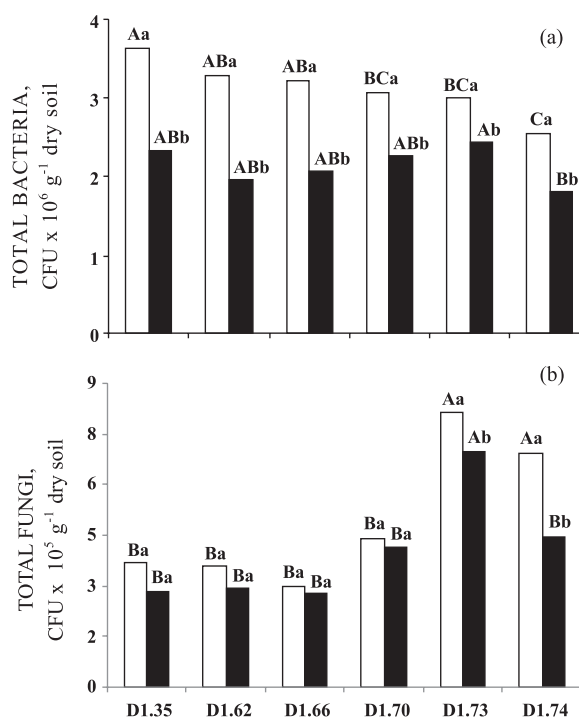 (a)
TOTAL BACTERIA,
CFU x 10⁶ g⁻¹ dry soil
4
3
2
1
0
Aa ABa ABa BCa BCa Ca
ABb ABb ABb ABb Ab Bb
(b)
TOTAL FUNGI,
CFU x 10⁵ g⁻¹ dry soil
9
8
6
5
3
2
0
Ba Ba Ba Ba Aa Aa
Ba Ba Ba Ba Ab Bb
D1.35 D1.62 D1.66 D1.70 D1.73 D1.74